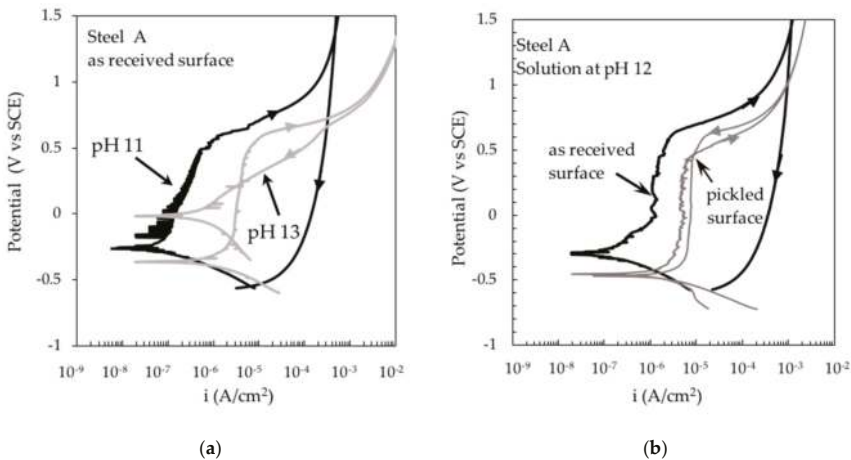 Steel A
as received surface
pH 11
pH 13
Potential (V vs SCE)
1.5
1
0.5
0
-0.5
-1
10-9 10-8 10-7 10-6 10-5 10-4 10-3 10-2
i (A/cm²)
(a)
Steel A
Solution at pH 12
as received
surface
pickled
surface
Potential (V vs SCE)
1.5
1
0.5
0
-0.5
-1
10-9 10-8 10-7 10-6 10-5 10-4 10-3 10-2
i (A/cm²)
(b)